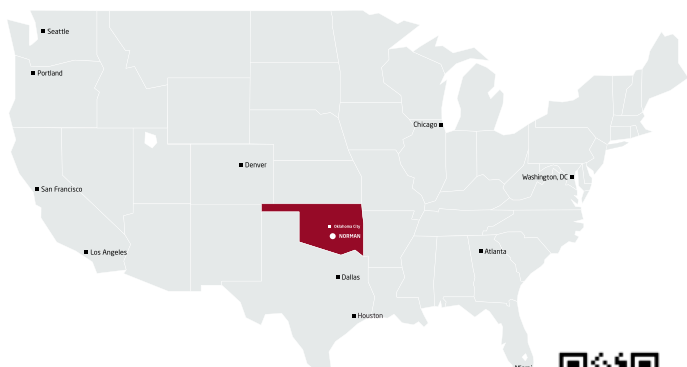 Seattle
Portland
Chicago
Denver
Washington, DC
San Francisco
Oklahoma City
NORMAN
Los Angeles
Atlanta
Dallas
Houston